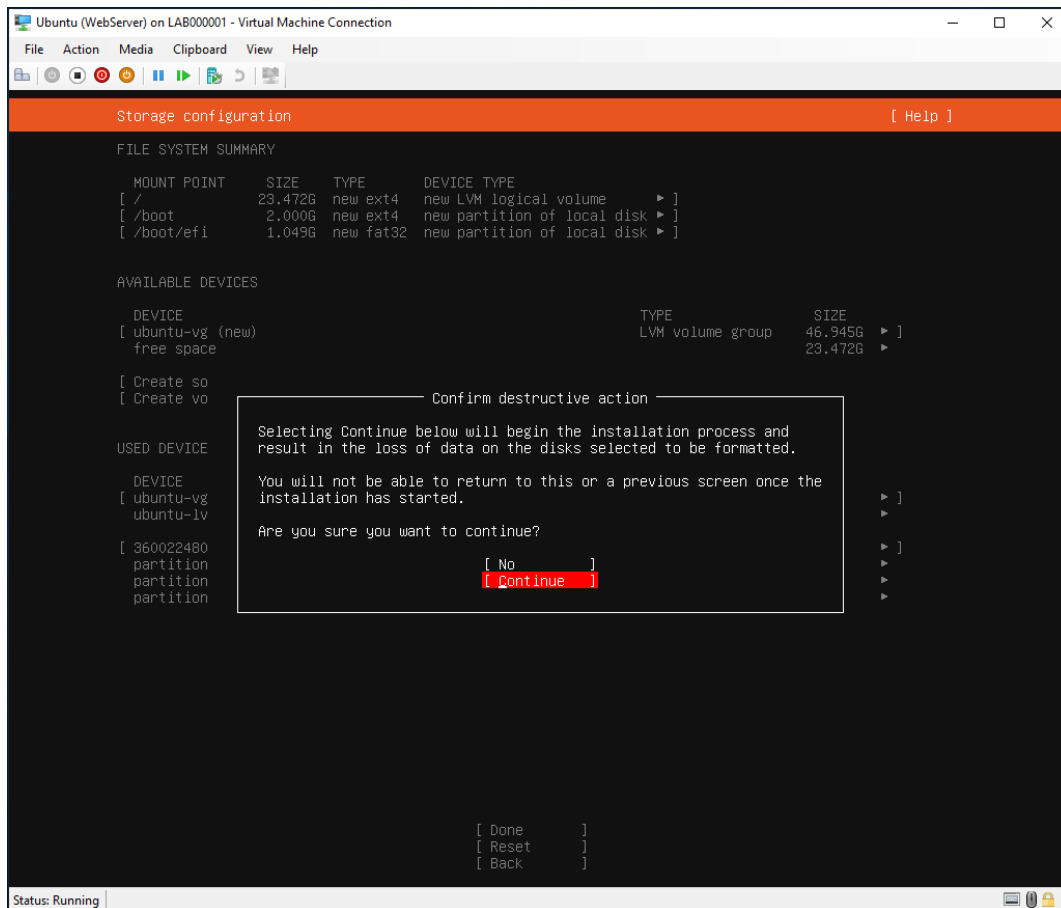 Ubuntu (WebServer) on LAB000001 - Virtual Machine Connection
File Action Media Clipboard View Help
Storage configuration [ Help ]
FILE SYSTEM SUMMARY
MOUNT POINT SIZE TYPE DEVICE TYPE
[ / 23.472G new ext4 new LVM logical volume ▸ ]
[ /boot 2.000G new ext4 new partition of local disk ▸ ]
[ /boot/efi 1.049G new fat32 new partition of local disk ▸ ]
AVAILABLE DEVICES
DEVICE TYPE SIZE
[ ubuntu-vg (new) LVM volume group 46.945G ▸ ]
free space 23.472G ▸
[ Create so
[ Create vo
Confirm destructive action
Selecting Continue below will begin the installation process and
result in the loss of data on the disks selected to be formatted.
You will not be able to return to this or a previous screen once the
installation has started.
Are you sure you want to continue?
[ No ]
[ Continue ]
USED DEVICE
DEVICE
[ ubuntu-vg ▸ ]
ubuntu-lv ▸
[ 360022480 ▸ ]
partition ▸
partition ▸
partition ▸
[ Done ]
[ Reset ]
[ Back ]
Status: Running